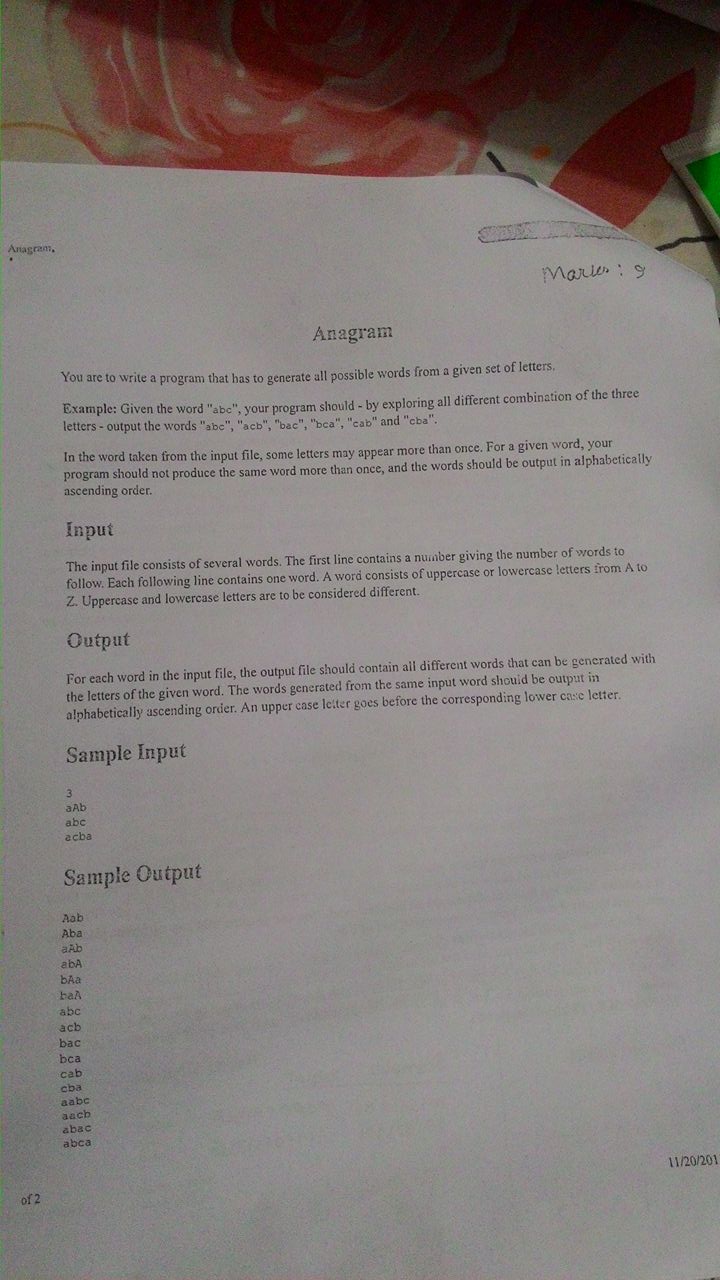 Anagram.
Marks : 9
Anagram
You are to write a program that has to generate all possible words from a given set of letters.
Example: Given the word "abc", your program should - by exploring all different combination of the three
letters - output the words "abc", "acb", "bac", "bca", "cab" and "cba".
In the word taken from the input file, some letters may appear more than once. For a given word, your
program should not produce the same word more than once, and the words should be output in alphabetically
ascending order.
Input
The input file consists of several words. The first line contains a number giving the number of words to
follow. Each following line contains one word. A word consists of uppercase or lowercase letters from A to
Z. Uppercase and lowercase letters are to be considered different.
Output
For each word in the input file, the output file should contain all different words that can be generated with
the letters of the given word. The words generated from the same input word should be output in
alphabetically ascending order. An upper case letter goes before the corresponding lower case letter.
Sample Input
3
aAb
abc
acba
Sample Output
Aab
Aba
aAb
abA
bAa
baA
abc
acb
bac
bca
cab
cba
aabc
aacb
abac
abca
11/20/201
of 2